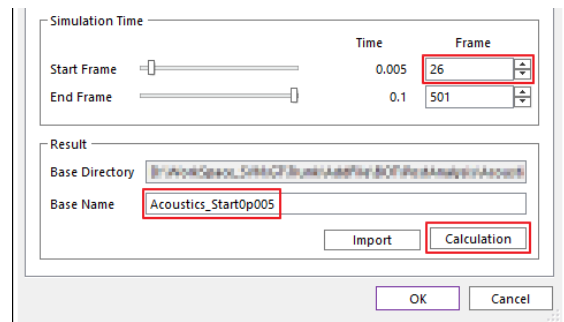 Simulation Time
Time Frame
Start Frame 0.005 26
End Frame 0.1 501
Result
Base Directory
Base Name Acoustics_Start0p005
Import Calculation
OK Cancel